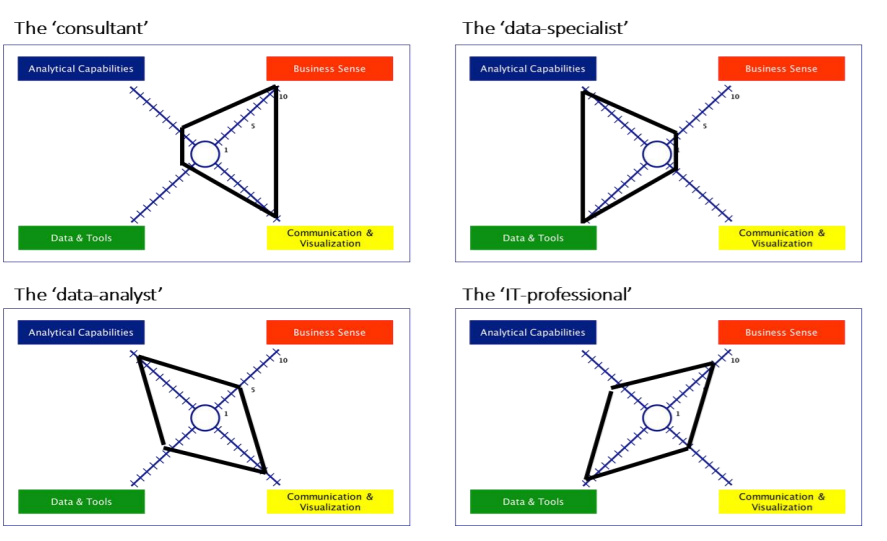 The ‘consultant’
Analytical Capabilities
Business Sense
10
5
1
Data & Tools
Communication &
Visualization
The ‘data-specialist’
Analytical Capabilities
Business Sense
10
5
Data & Tools
Communication &
Visualization
The ‘data-analyst’
Analytical Capabilities
Business Sense
10
5
1
Data & Tools
Communication &
Visualization
The ‘IT-professional’
Analytical Capabilities
Business Sense
10
1
Data & Tools
Communication &
Visualization